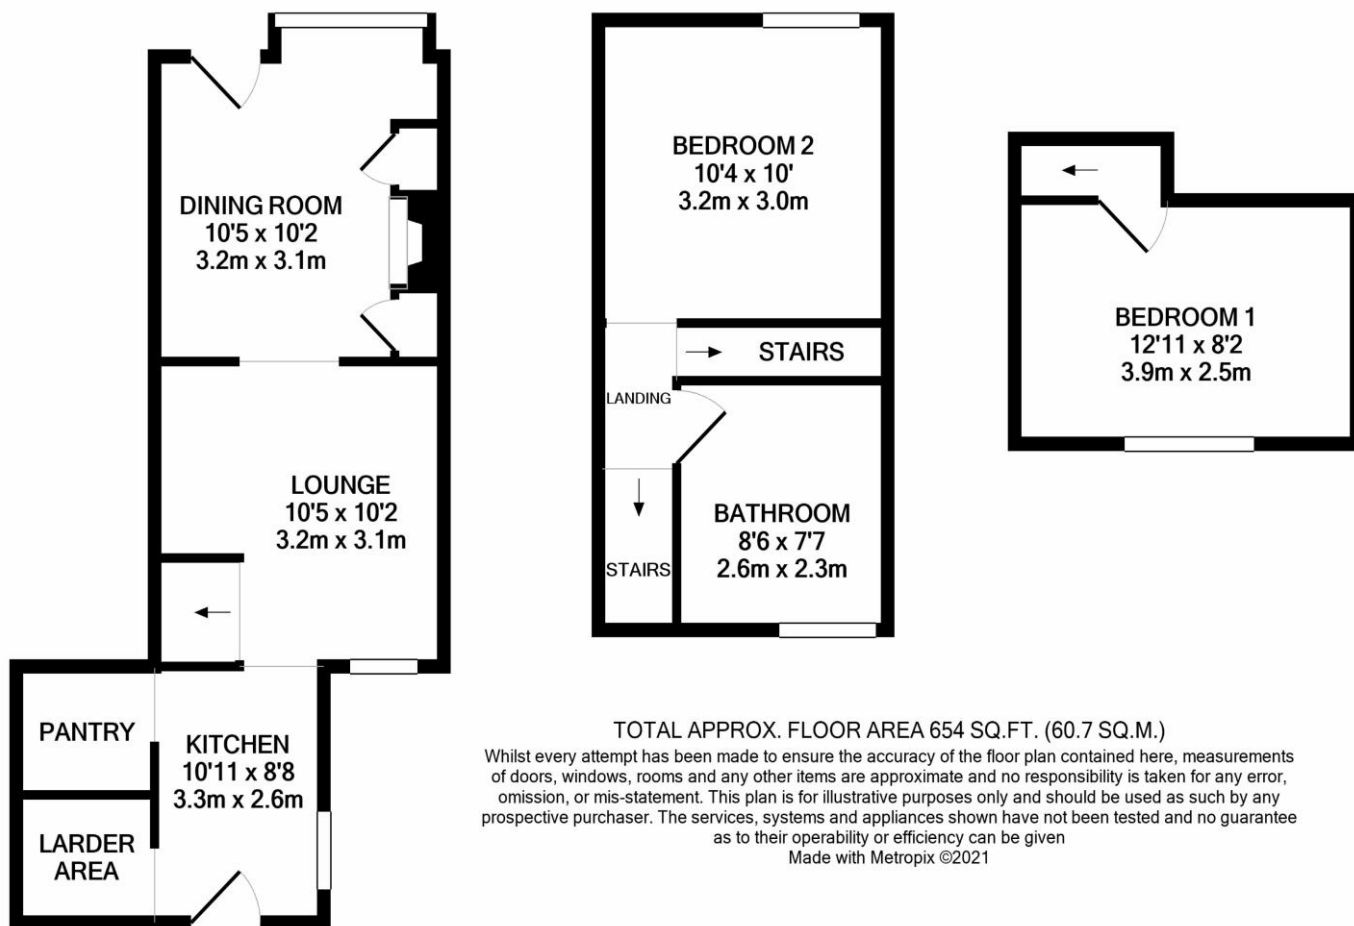 DINING ROOM
10'5 x 10'2
3.2m x 3.1m
LOUNGE
10'5 x 10'2
3.2m x 3.1m
PANTRY
KITCHEN
10'11 x 8'8
3.3m x 2.6m
LARDER
AREA
BEDROOM 2
10'4 x 10'
3.2m x 3.0m
STAIRS
LANDING
BATHROOM
8'6 x 7'7
2.6m x 2.3m
STAIRS
BEDROOM 1
12'11 x 8'2
3.9m x 2.5m
TOTAL APPROX. FLOOR AREA 654 SQ.FT. (60.7 SQ.M.)
Whilst every attempt has been made to ensure the accuracy of the floor plan contained here, measurements
of doors, windows, rooms and any other items are approximate and no responsibility is taken for any error,
omission, or mis-statement. This plan is for illustrative purposes only and should be used as such by any
prospective purchaser. The services, systems and appliances shown have not been tested and no guarantee
as to their operability or efficiency can be given
Made with Metropix ©2021